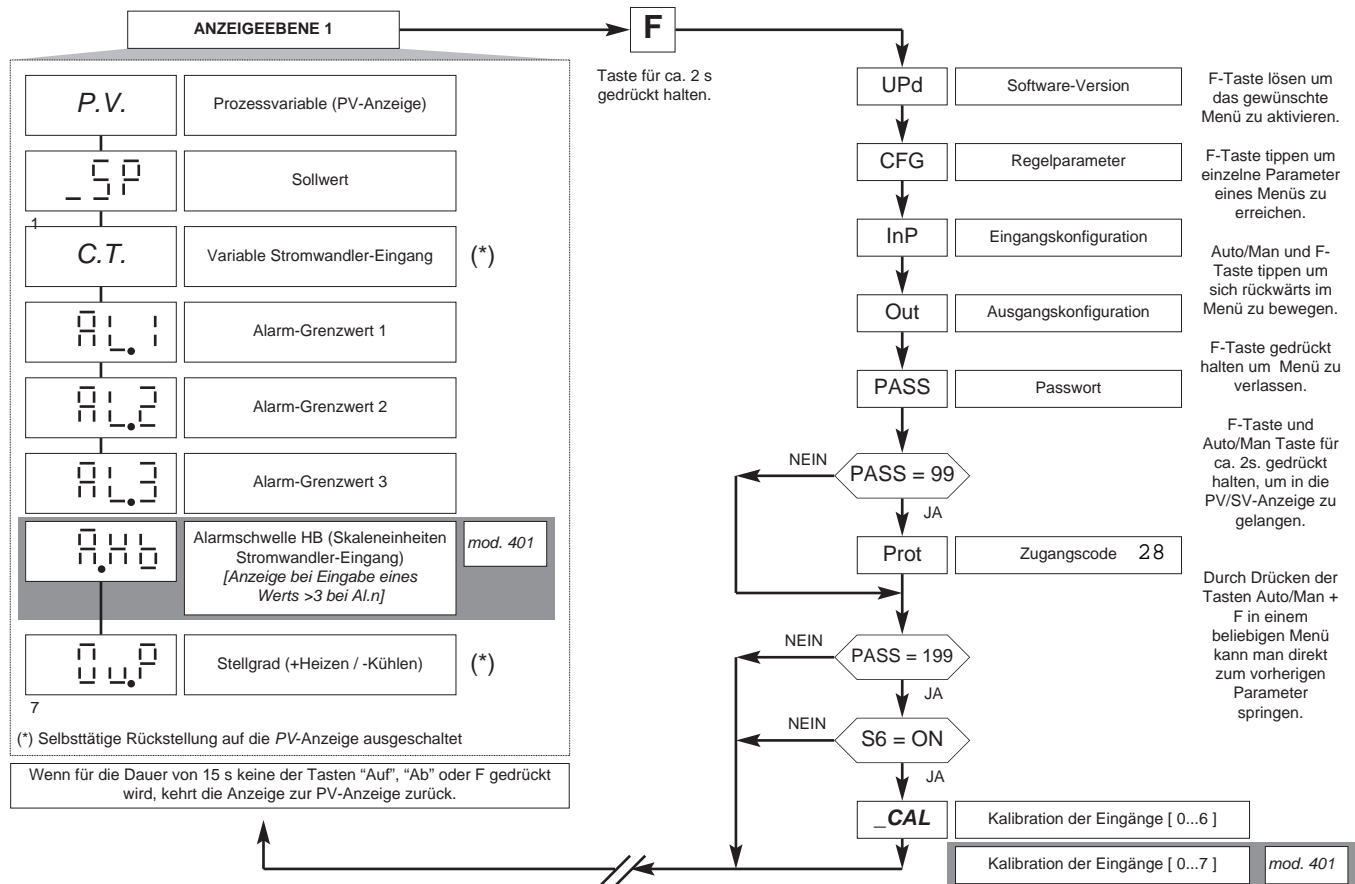 ANZEIGEEBENE 1
F
Taste für ca. 2 s
gedrückt halten.
P.V.
Prozessvariable (PV-Anzeige)
_SP
Sollwert
1
C.T.
Variable Stromwandler-Eingang
(*)
AL.1
Alarm-Grenzwert 1
AL.2
Alarm-Grenzwert 2
AL.3
Alarm-Grenzwert 3
A.Hb
Alarmschwelle HB (Skaleneinheiten
Stromwandler-Eingang)
[Anzeige bei Eingabe eines
Werts >3 bei Al.n]
mod. 401
Ou.P
Stellgrad (+Heizen / -Kühlen)
(*)
7
(*) Selbsttätige Rückstellung auf die PV-Anzeige ausgeschaltet
Wenn für die Dauer von 15 s keine der Tasten “Auf”, “Ab” oder F gedrückt
wird, kehrt die Anzeige zur PV-Anzeige zurück.
UPd
Software-Version
CFG
Regelparameter
InP
Eingangskonfiguration
Out
Ausgangskonfiguration
PASS
Passwort
NEIN
PASS = 99
JA
Prot
Zugangscode 28
NEIN
PASS = 199
JA
NEIN
S6 = ON
JA
_CAL
Kalibration der Eingänge [ 0...6 ]
Kalibration der Eingänge [ 0...7 ]
mod. 401
F-Taste lösen um
das gewünschte
Menü zu aktivieren.
F-Taste tippen um
einzelne Parameter
eines Menüs zu
erreichen.
Auto/Man und F-
Taste tippen um
sich rückwärts im
Menü zu bewegen.
F-Taste gedrückt
halten um Menü zu
verlassen.
F-Taste und
Auto/Man Taste für
ca. 2s. gedrückt
halten, um in die
PV/SV-Anzeige zu
gelangen.
Durch Drücken der
Tasten Auto/Man +
F in einem
beliebigen Menü
kann man direkt
zum vorherigen
Parameter
springen.